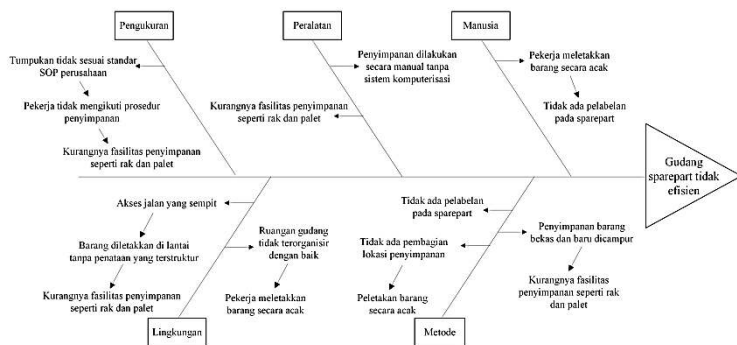 Pengukuran
Peralatan
Manusia
Tumpukan tidak sesuai standar
SOP perusahaan
Pekerja tidak mengikuti prosedur
penyimpanan
Kurangnya fasilitas penyimpanan
seperti rak dan palet
Penyimpanan dilakukan
secara manual tanpa
sistem komputerisasi
Kurangnya fasilitas penyimpanan
seperti rak dan palet
Pekerja meletakkan
barang secara acak
Tidak ada pelabelan
pada sparepart
Gudang
sparepart tidak
efisien
Akses jalan yang sempit
Barang diletakkan di lantai
tanpa penataan yang terstruktur
Kurangnya fasilitas penyimpanan
seperti rak dan palet
Ruangan gudang
tidak terorganisir
dengan baik
Pekerja meletakkan
barang secara acak
Tidak ada pelabelan
pada sparepart
Tidak ada pembagian
lokasi penyimpanan
Peletakan barang
secara acak
Penyimpanan barang
bekas dan baru dicampur
Kurangnya fasilitas
penyimpanan seperti rak
dan palet
Lingkungan
Metode